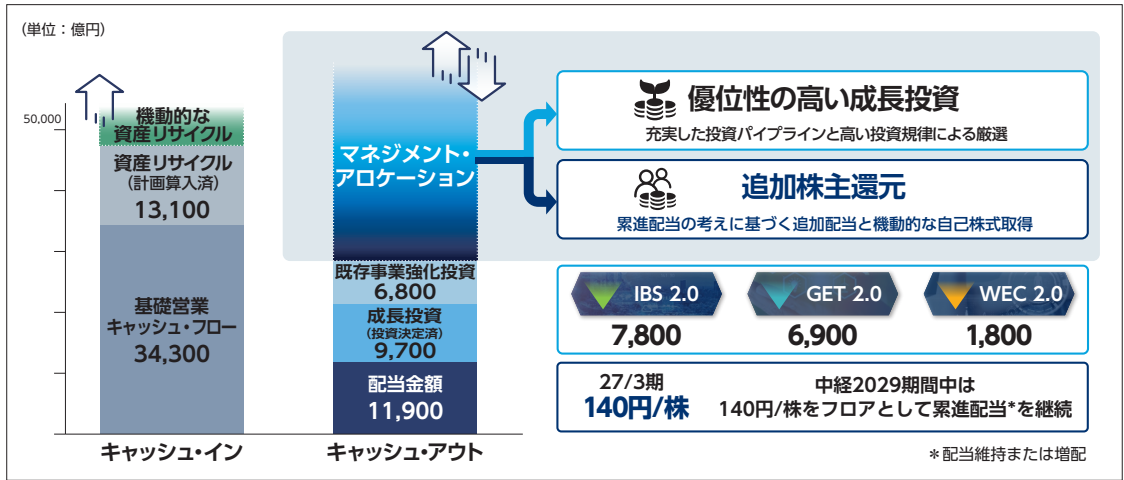 (単位：億円)
50,000
機動的な
資産リサイクル
資産リサイクル
(計画算入済)
13,100
基礎営業
キャッシュ・フロー
34,300
キャッシュ・イン
マネジメント・
アロケーション
既存事業強化投資
6,800
成長投資
(投資決定済)
9,700
配当金額
11,900
キャッシュ・アウト
優位性の高い成長投資
充実した投資パイプラインと高い投資規律による厳選
追加株主還元
累進配当の考えに基づく追加配当と機動的な自己株式取得
IBS 2.0
7,800
GET 2.0
6,900
WEC 2.0
1,800
27/3期
140円/株
中経2029期間中は
140円/株をフロアとして累進配当*を継続
＊配当維持または増配